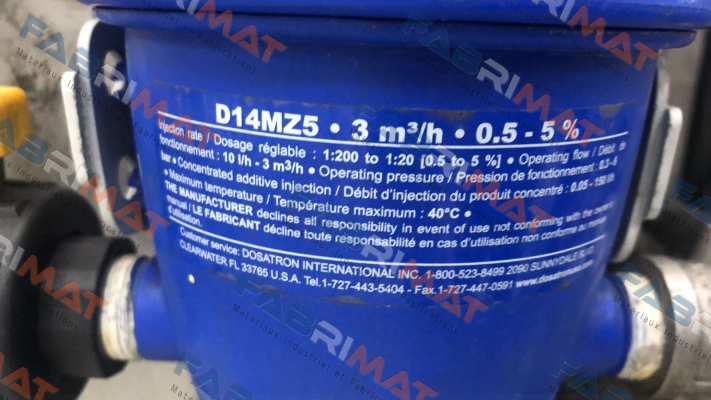 D14MZ5 • 3 m³/h • 0.5 - 5 %
Injection rate / Dosage réglable : 1:200 to 1:20 [0.5 to 5 %] • Operating flow / Débit de
fonctionnement : 10 l/h - 3 m³/h • Operating pressure / Pression de fonctionnement : 0.3 - 6
bar • Concentrated additive injection / Débit d'injection du produit concentré : 0.05 - 150 l/h
• Maximum temperature / Température maximum : 40°C •
THE MANUFACTURER declines all responsibility in event of use not conforming with the owner's
manual / LE FABRICANT décline toute responsabilité en cas d'utilisation non conforme au manuel
d'utilisation.
Customer service: DOSATRON INTERNATIONAL INC. 1-800-523-8499 2090 SUNNYDALE BLVD.
CLEARWATER FL 33765 U.S.A. Tel.1-727-443-5404 - Fax.1-727-447-0591 www.dosatronusa.com
FABRIMAT
Matériaux Industriel et Fabrications